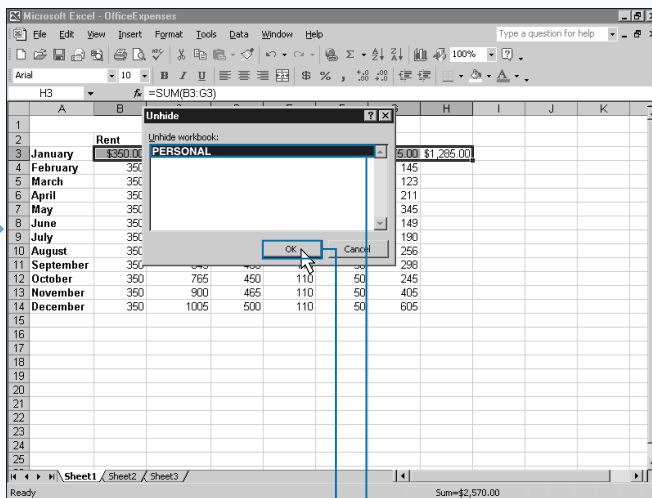 Microsoft Excel - OfficeExpenses
File Edit View Insert Format Tools Data Window Help Type a question for help
100%
Arial 10 B I U $ % ,
H3 fx =SUM(B3:G3)
A B H I J K
1
2 Rent
3 January $350.00 5.00 $1,285.00
4 February 350 145
5 March 350 123
6 April 350 211
7 May 350 345
8 June 350 149
9 July 350 190
10 August 350 256
11 September 350 50 298
12 October 350 765 450 110 50 245
13 November 350 900 465 110 50 405
14 December 350 1005 500 110 50 605
15
16
17
18
19
20
21
22
23
24
25
Unhide
Unhide workbook:
PERSONAL
OK Cancel
Sheet1 Sheet2 Sheet3
Ready Sum=$2,570.00